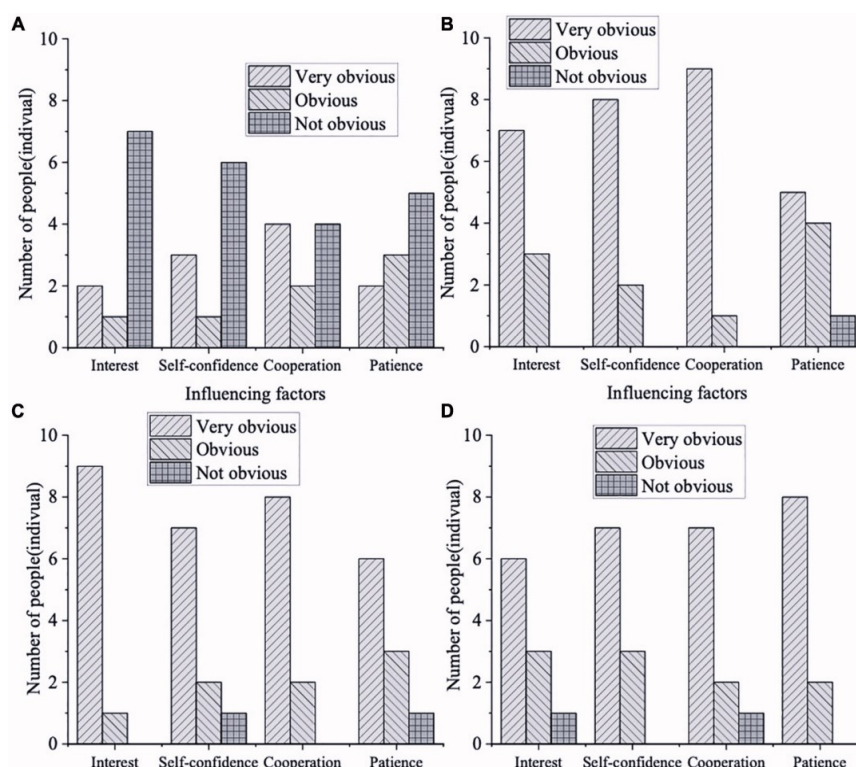 A
10
8
6
4
2
0
Number of people(indivual)
Very obvious
Obvious
Not obvious
Interest Self-confidence Cooperation Patience
Influencing factors
B
10
8
6
4
2
0
Number of people(indivual)
Very obvious
Obvious
Not obvious
Interest Self-confidence Cooperation Patience
Influencing factors
C
10
8
6
4
2
0
Number of people(indivual)
Very obvious
Obvious
Not obvious
Interest Self-confidence Cooperation Patience
D
10
8
6
4
2
0
Number of people(indivual)
Very obvious
Obvious
Not obvious
Interest Self-confidence Cooperation Patience